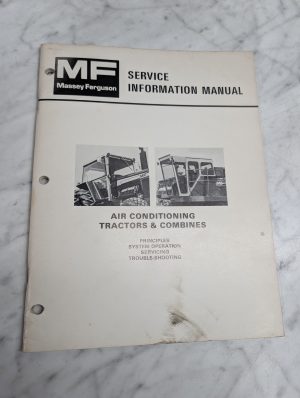 MF
Massey Ferguson
SERVICE
INFORMATION MANUAL
AIR CONDITIONING
TRACTORS & COMBINES
PRINCIPLES
SYSTEM OPERATION
SERVICING
TROUBLE-SHOOTING